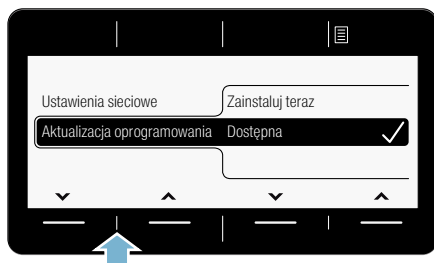 Ustawienia sieciowe
Zainstaluj teraz
Aktualizacja oprogramowania
Dostępna